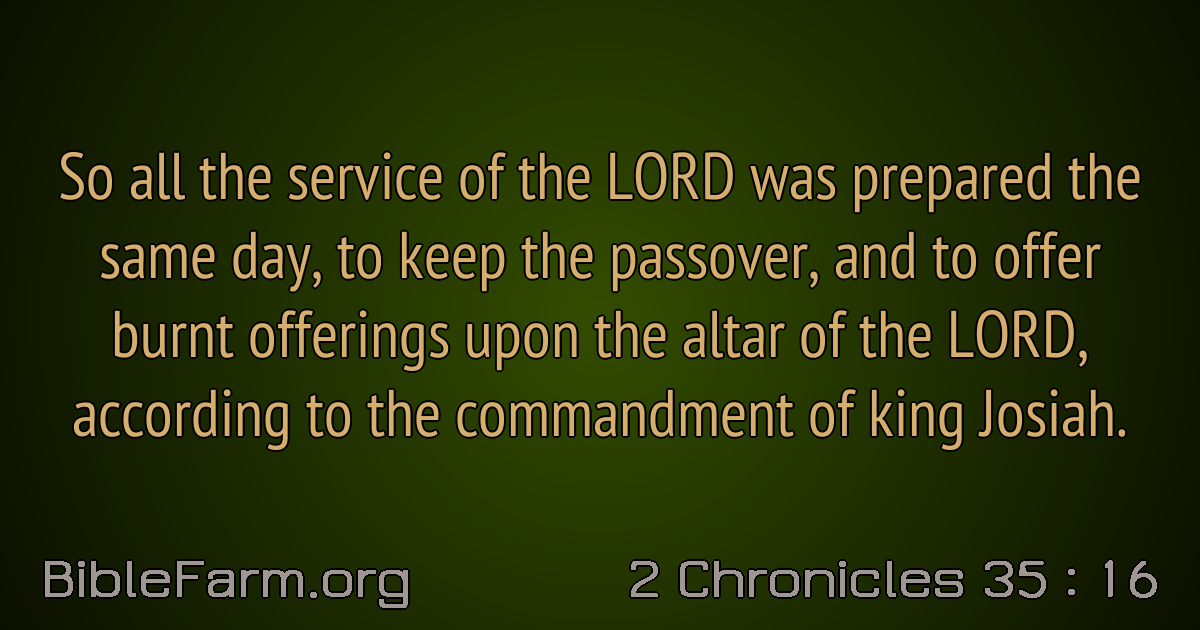 So all the service of the LORD was prepared the
same day, to keep the passover, and to offer
burnt offerings upon the altar of the LORD,
according to the commandment of king Josiah.
BibleFarm.org
2 Chronicles 35 : 16